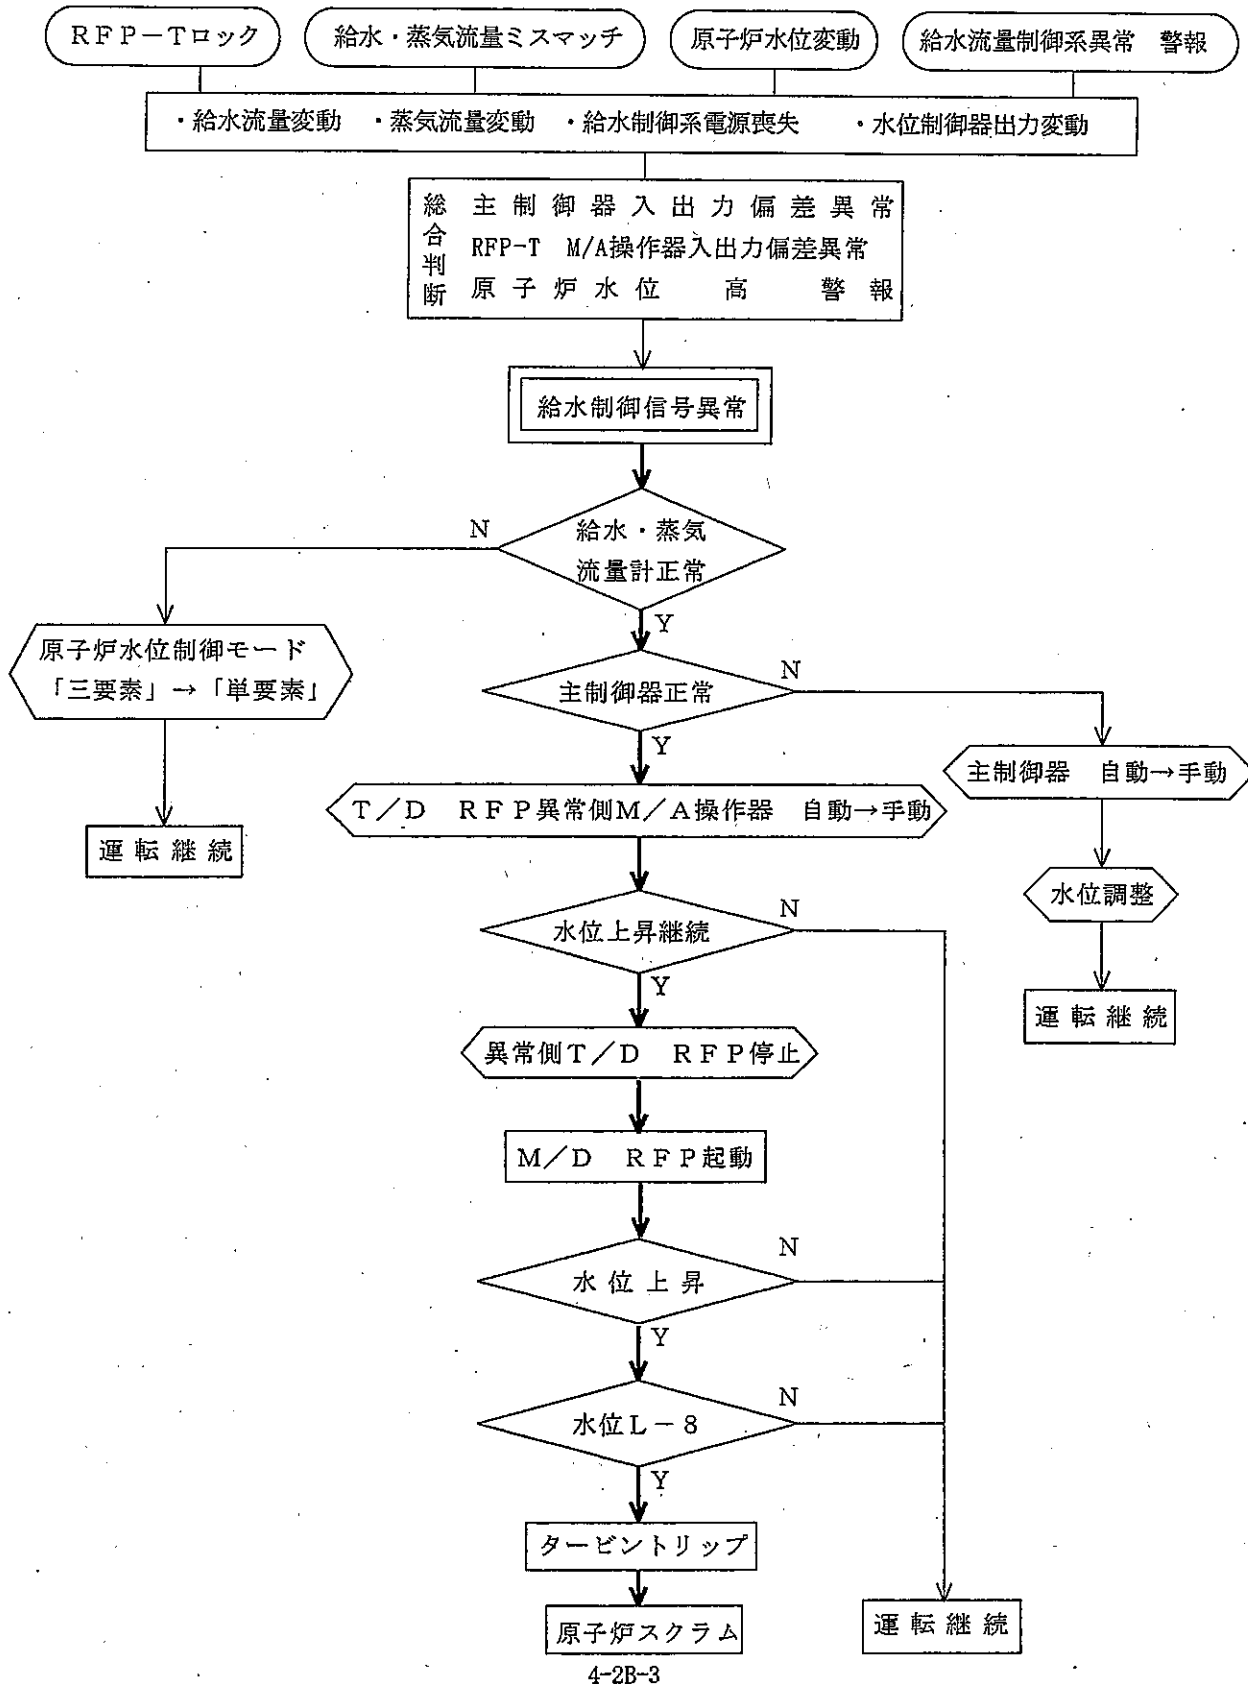 RFP-Tロック
給水・蒸気流量ミスマッチ
原子炉水位変動
給水流量制御系異常 警報
・給水流量変動 ・蒸気流量変動 ・給水制御系電源喪失 ・水位制御器出力変動
総合判断
主制御器入出力偏差異常
RFP-T M/A操作器入出力偏差異常
原子炉水位 高 警報
給水制御信号異常
N
給水・蒸気
流量計正常
Y
原子炉水位制御モード
「三要素」→「単要素」
運転継続
N
主制御器正常
Y
主制御器 自動→手動
水位調整
運転継続
T/D RFP異常側M/A操作器 自動→手動
N
水位上昇継続
Y
異常側T/D RFP停止
M/D RFP起動
N
水位上昇
Y
N
水位L-8
Y
タービントリップ
原子炉スクラム
運転継続
4-2B-3